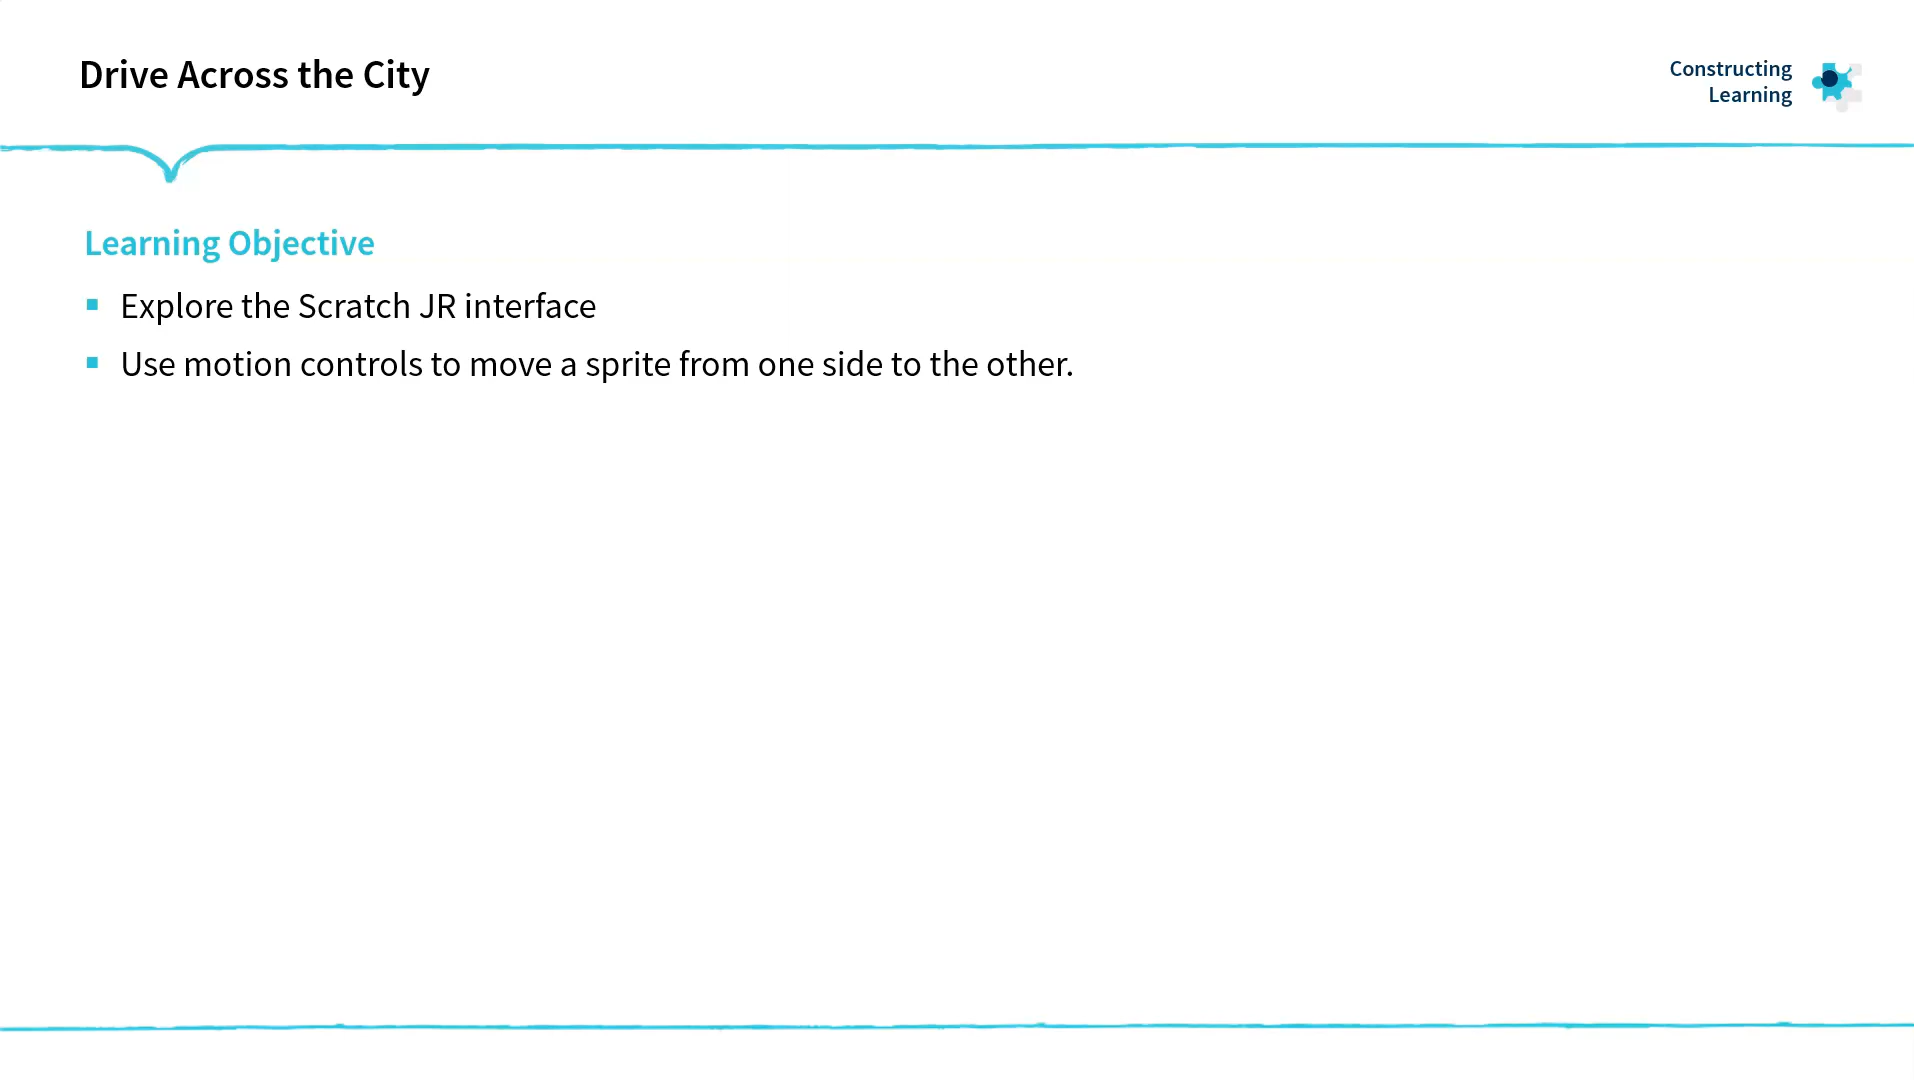 Drive Across the City
Constructing
Learning
Learning Objective
Explore the Scratch JR interface
Use motion controls to move a sprite from one side to the other.